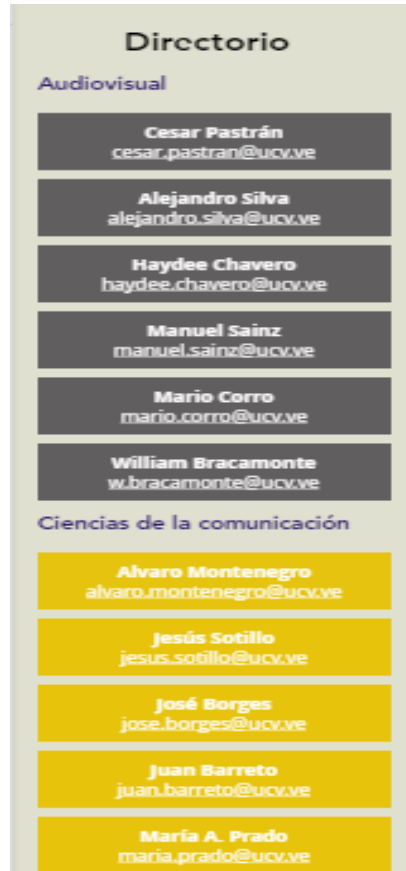 Directorio
Audiovisual
Cesar Pastrán
cesar.pastran@ucv.ve
Alejandro Silva
alejandro.silva@ucv.ve
Haydee Chavero
haydee.chavero@ucv.ve
Manuel Sainz
manuel.sainz@ucv.ve
Mario Corro
mario.corro@ucv.ve
William Bracamonte
w.bracamonte@ucv.ve
Ciencias de la comunicación
Alvaro Montenegro
alvaro.montenegro@ucv.ve
Jesús Sotillo
jesus.sotillo@ucv.ve
José Borges
jose.borges@ucv.ve
Juan Barreto
juan.barreto@ucv.ve
María A. Prado
maria.prado@ucv.ve